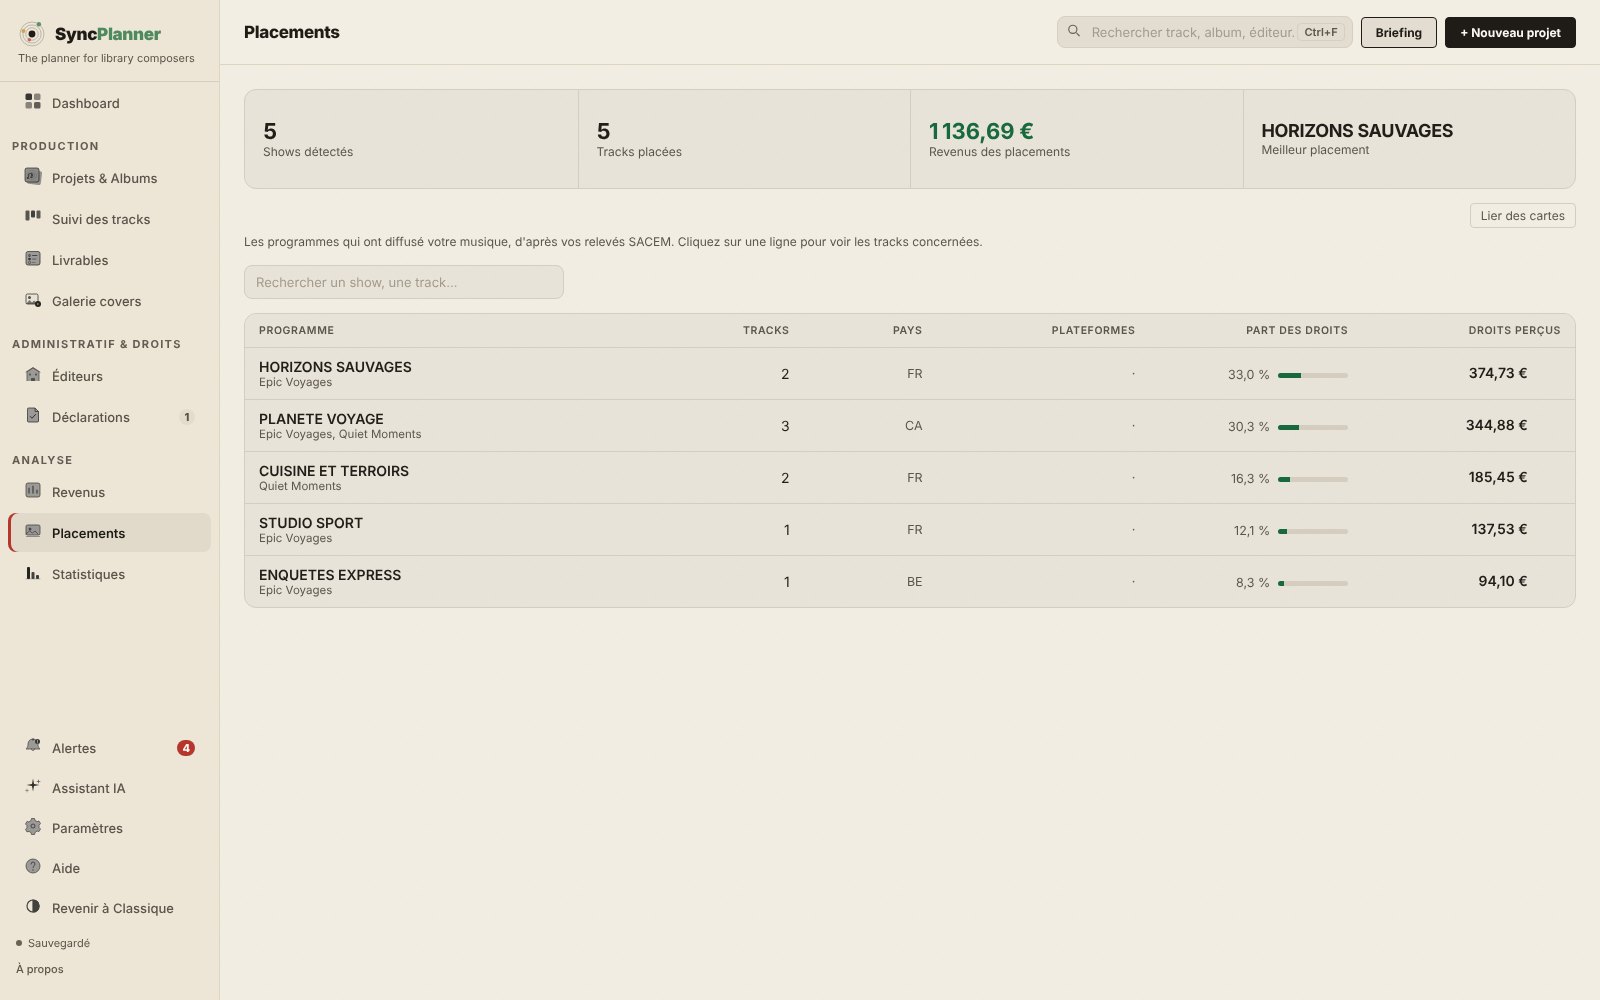 SyncPlanner
The planner for library composers
Dashboard
PRODUCTION
Projets & Albums
Suivi des tracks
Livrables
Galerie covers
ADMINISTRATIF & DROITS
Éditeurs
Déclarations 1
ANALYSE
Revenus
Placements
Statistiques
Alertes 4
Assistant IA
Paramètres
Aide
Revenir à Classique
Sauvegardé
À propos
Placements
Rechercher track, album, éditeur. Ctrl+F
Briefing
+ Nouveau projet
5
Shows détectés
5
Tracks placées
1 136,69 €
Revenus des placements
HORIZONS SAUVAGES
Meilleur placement
Lier des cartes
Les programmes qui ont diffusé votre musique, d'après vos relevés SACEM. Cliquez sur une ligne pour voir les tracks concernées.
Rechercher un show, une track...
PROGRAMME TRACKS PAYS PLATEFORMES PART DES DROITS DROITS PERÇUS
HORIZONS SAUVAGES 2 FR · 33,0 % 374,73 €
Epic Voyages
PLANETE VOYAGE 3 CA · 30,3 % 344,88 €
Epic Voyages, Quiet Moments
CUISINE ET TERROIRS 2 FR · 16,3 % 185,45 €
Quiet Moments
STUDIO SPORT 1 FR · 12,1 % 137,53 €
Epic Voyages
ENQUETES EXPRESS 1 BE · 8,3 % 94,10 €
Epic Voyages